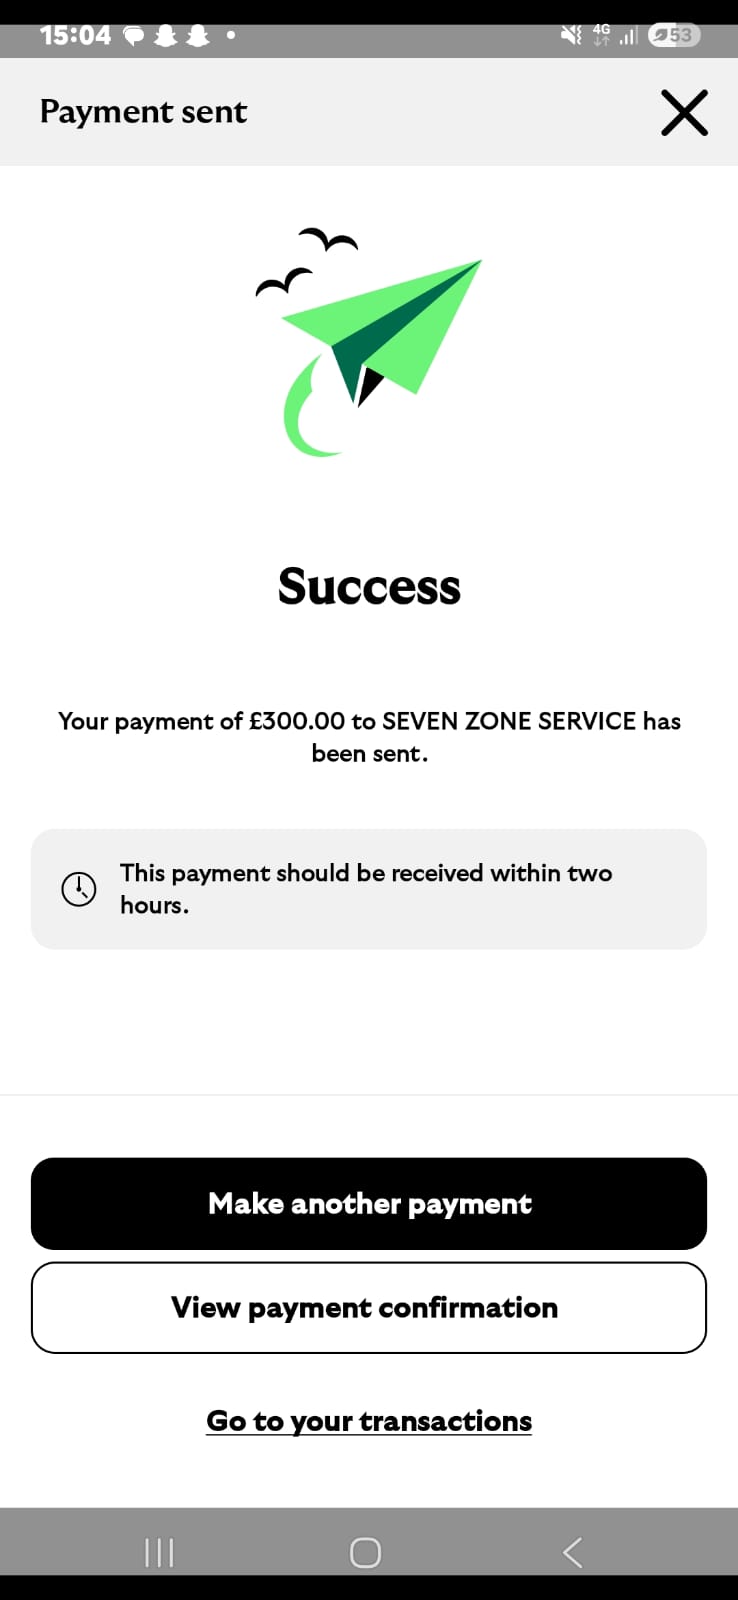 15:04
4G
53
Payment sent
Success
Your payment of £300.00 to SEVEN ZONE SERVICE has
been sent.
This payment should be received within two
hours.
Make another payment
View payment confirmation
Go to your transactions